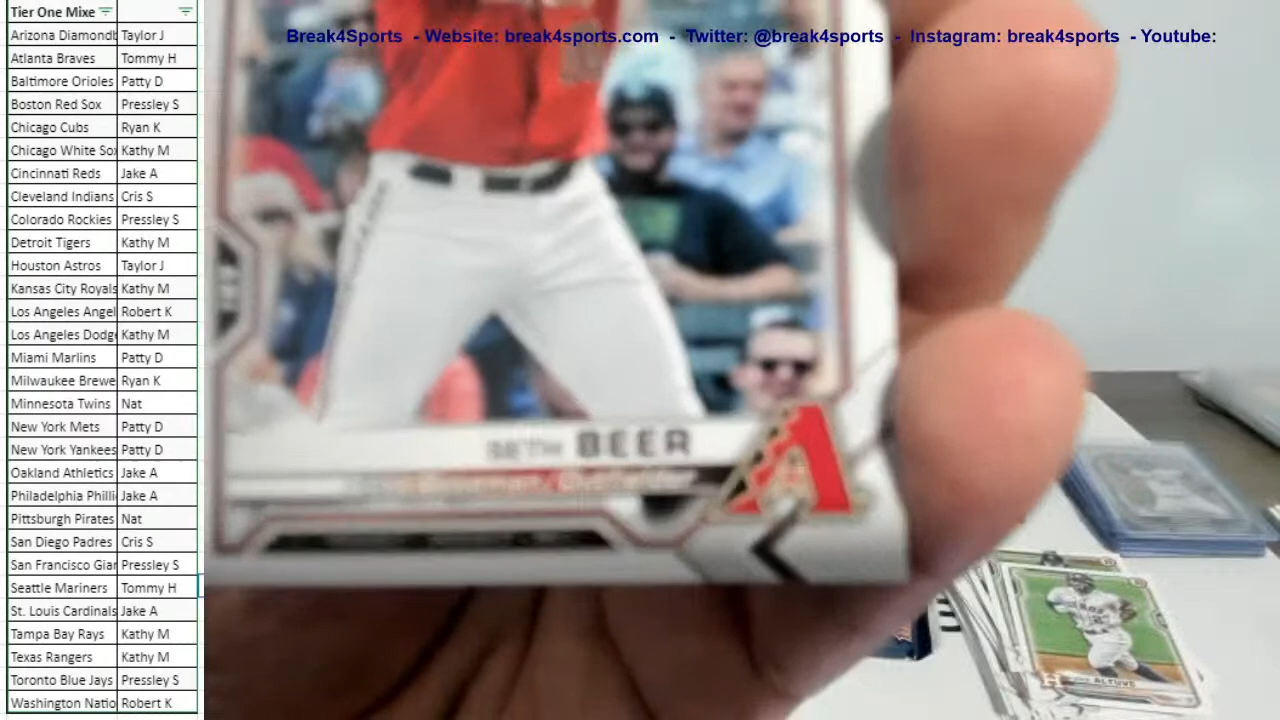 Tier One Mixe
Arizona Diamondb Taylor J
Atlanta Braves Tommy H
Baltimore Orioles Patty D
Boston Red Sox Pressley S
Chicago Cubs Ryan K
Chicago White Sox Kathy M
Cincinnati Reds Jake A
Cleveland Indians Cris S
Colorado Rockies Pressley S
Detroit Tigers Kathy M
Houston Astros Taylor J
Kansas City Royals Kathy M
Los Angeles Angel Robert K
Los Angeles Dodge Kathy M
Miami Marlins Patty D
Milwaukee Brewe Ryan K
Minnesota Twins Nat
New York Mets Patty D
New York Yankees Patty D
Oakland Athletics Jake A
Philadelphia Philli Jake A
Pittsburgh Pirates Nat
San Diego Padres Cris S
San Francisco Gian Pressley S
Seattle Mariners Tommy H
St. Louis Cardinals Jake A
Tampa Bay Rays Kathy M
Texas Rangers Kathy M
Toronto Blue Jays Pressley S
Washington Natio Robert K
Break4Sports - Website: break4sports.com - Twitter: @break4sports - Instagram: break4sports - Youtube:
SETH BEER
ALTUVE